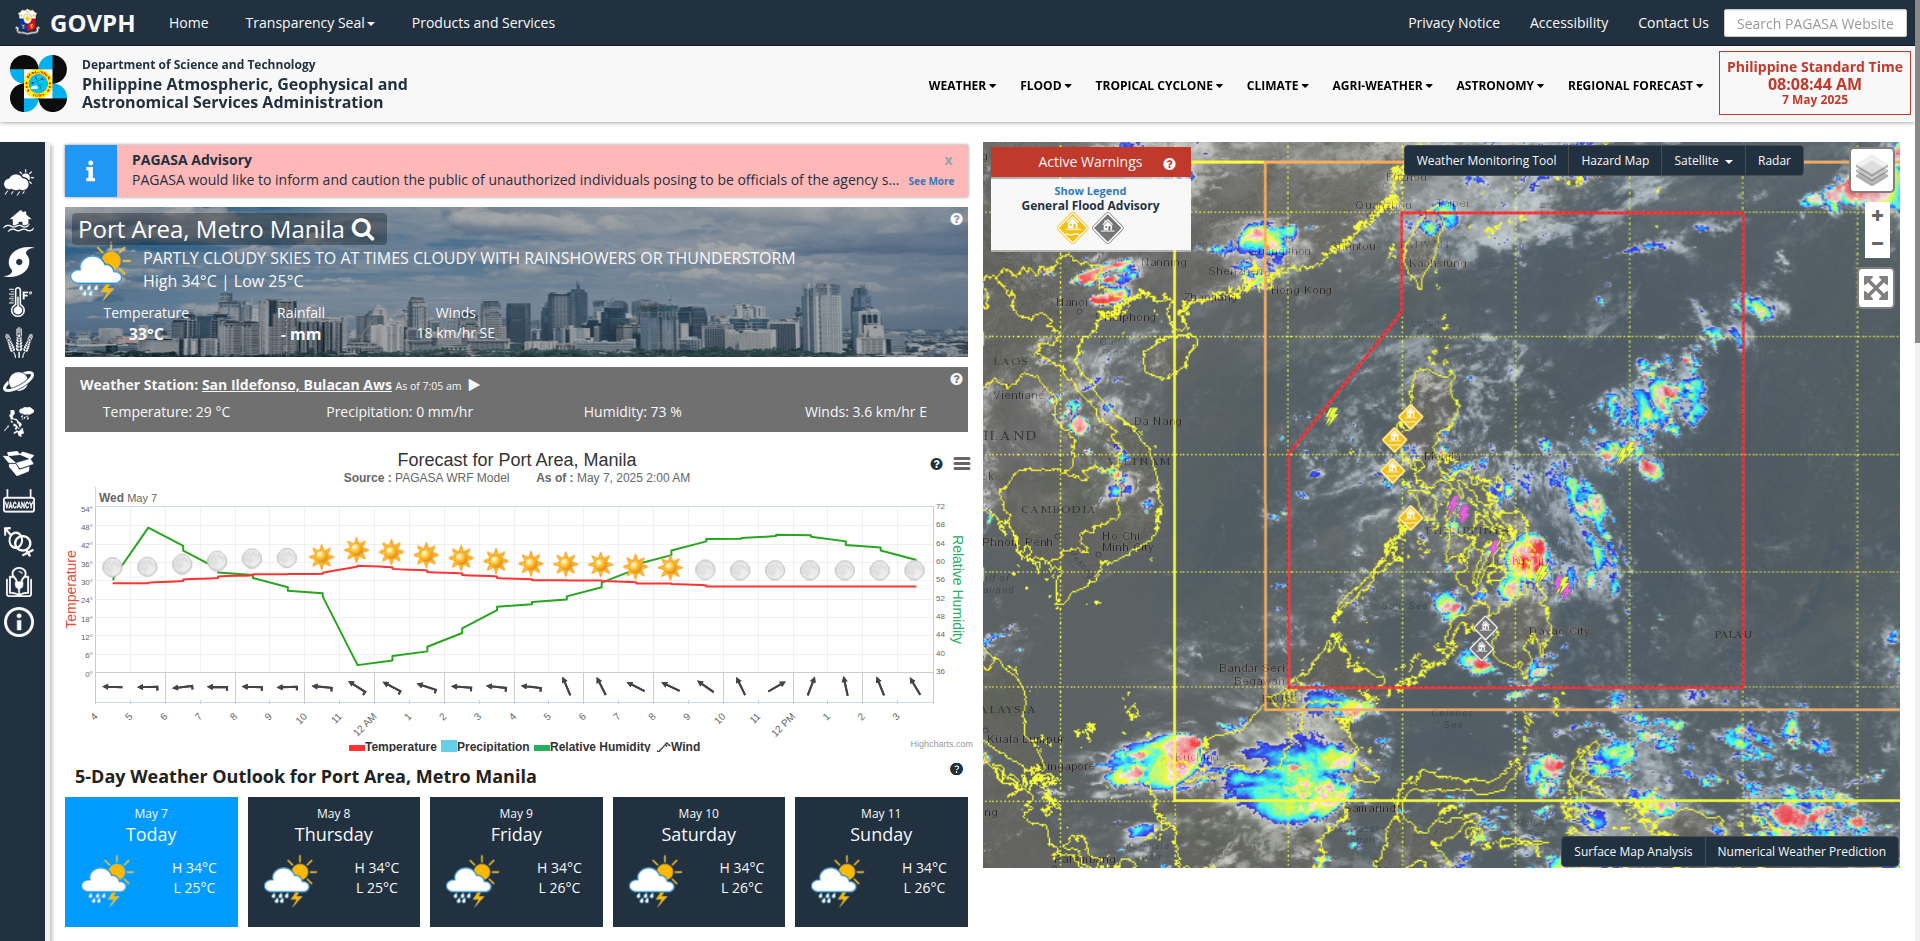 GOVPH Home Transparency Seal Products and Services Privacy Notice Accessibility Contact Us Search PAGASA Website
Department of Science and Technology
Philippine Atmospheric, Geophysical and
Astronomical Services Administration
WEATHER FLOOD TROPICAL CYCLONE CLIMATE AGRI-WEATHER ASTRONOMY REGIONAL FORECAST
Philippine Standard Time
08:08:44 AM
7 May 2025
VACANCY
PAGASA Advisory x
PAGASA would like to inform and caution the public of unauthorized individuals posing to be officials of the agency s... See More
Port Area, Metro Manila
PARTLY CLOUDY SKIES TO AT TIMES CLOUDY WITH RAINSHOWERS OR THUNDERSTORM
High 34°C | Low 25°C
Temperature Rainfall Winds
33°C - mm 18 km/hr SE
Weather Station: San Ildefonso, Bulacan Aws As of 7:05 am
Temperature: 29 °C Precipitation: 0 mm/hr Humidity: 73 % Winds: 3.6 km/hr E
Forecast for Port Area, Manila
Source : PAGASA WRF Model As of : May 7, 2025 2:00 AM
Wed May 7
Temperature
54°
48°
42°
36°
30°
24°
18°
12°
6°
0°
72
68
64
60
56
52
48
44
40
36
Relative Humidity
4 5 6 7 8 9 10 11 12 AM 1 2 3 4 5 6 7 8 9 10 11 12 PM 1 2 3
Temperature Precipitation Relative Humidity Wind
Highcharts.com
5-Day Weather Outlook for Port Area, Metro Manila
May 7
Today
H 34°C
L 25°C
May 8
Thursday
H 34°C
L 25°C
May 9
Friday
H 34°C
L 26°C
May 10
Saturday
H 34°C
L 26°C
May 11
Sunday
H 34°C
L 26°C
Active Warnings
Show Legend
General Flood Advisory
Weather Monitoring Tool Hazard Map Satellite Radar
+
−
Nanning
Hong Kong
Kaohsiung
Hanoi
LAOS
Vientiane
Da Nang
CAMBODIA
Phnom Penh
Ho Chi
Minh City
Davao City
PALAU
Bandar Seri
Begawan
Celebes
Sea
Kuala Lumpur
Kuching
Surface Map Analysis Numerical Weather Prediction